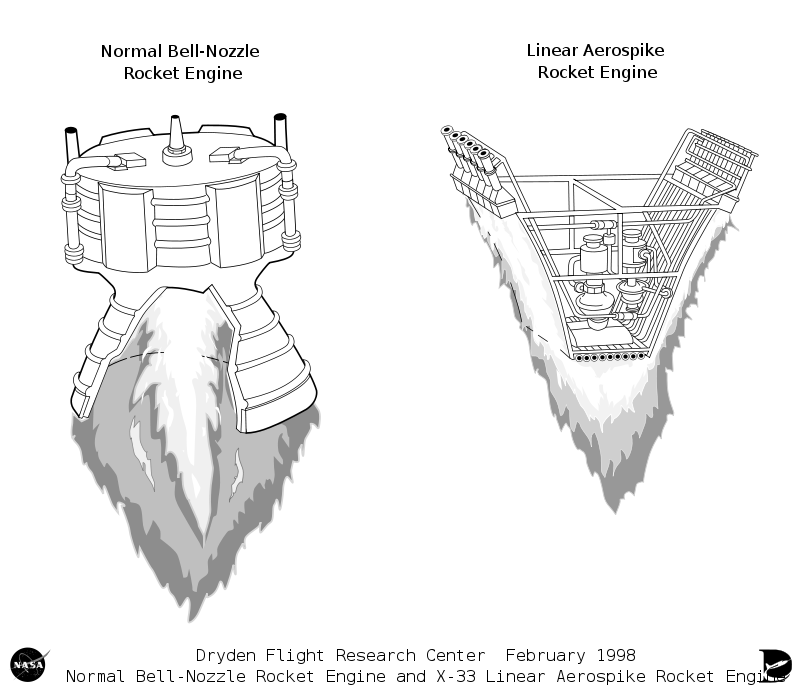 Normal Bell-Nozzle
Rocket Engine
Linear Aerospike
Rocket Engine
NASA
Dryden Flight Research Center  February 1998
Normal Bell-Nozzle Rocket Engine and X-33 Linear Aerospike Rocket Engine